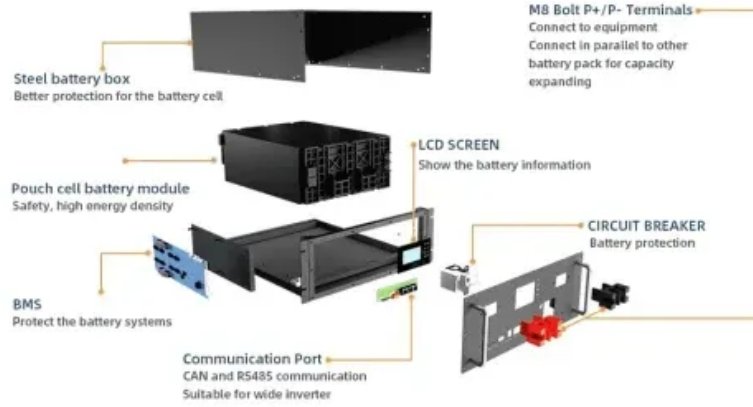 M8 Bolt P+/P- Terminals
Connect to equipment
Connect in parallel to other
battery pack for capacity
expanding
Steel battery box
Better protection for the battery cell
LCD SCREEN
Show the battery information
Pouch cell battery module
Safety, high energy density
CIRCUIT BREAKER
Battery protection
BMS
Protect the battery systems
Communication Port
CAN and RS485 communication
Suitable for wide inverter